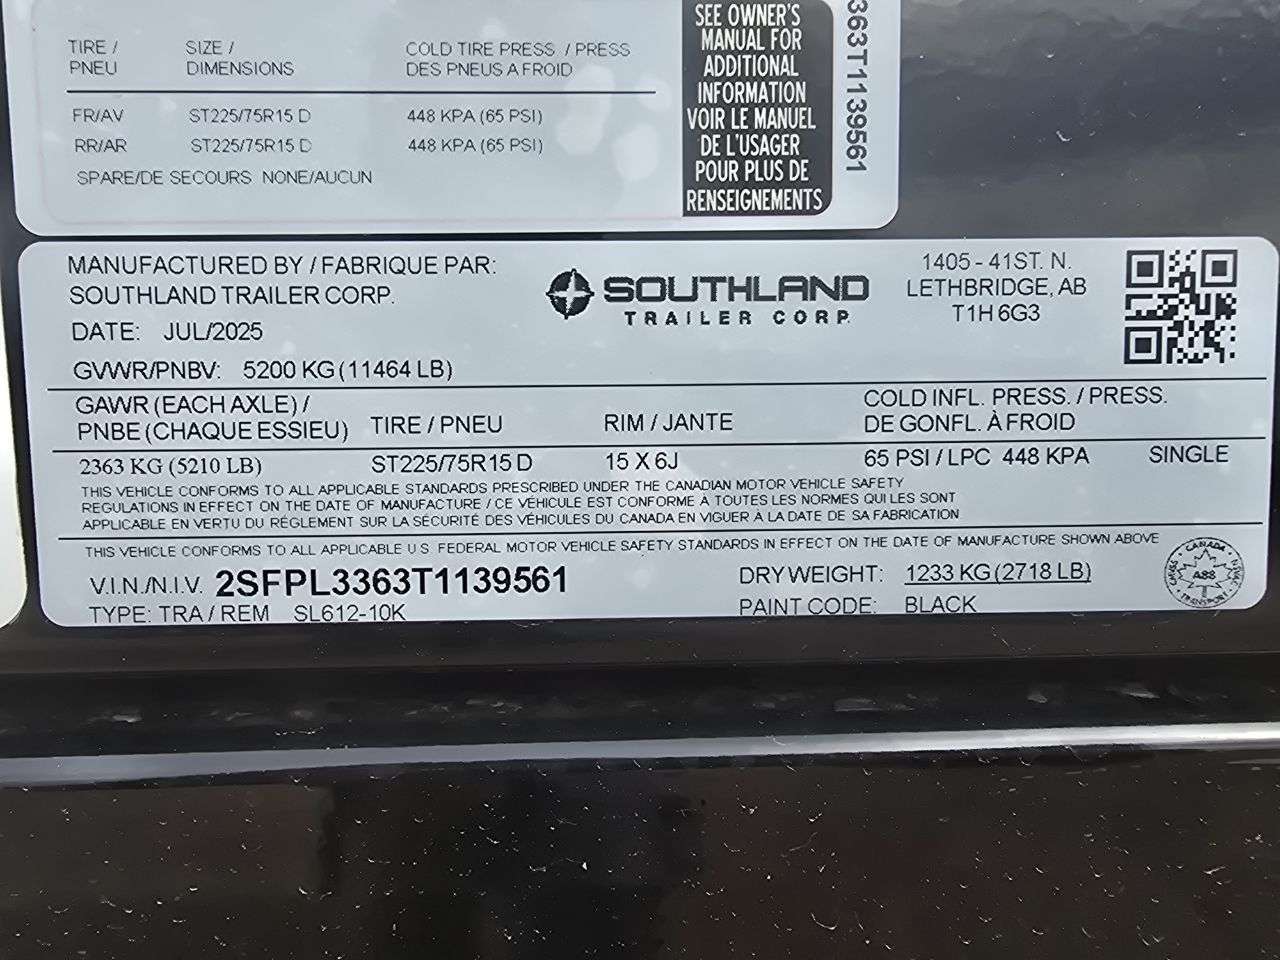 TIRE / PNEU
SIZE / DIMENSIONS
COLD TIRE PRESS. / PRESS DES PNEUS A FROID
FR/AV ST225/75R15 D 448 KPA (65 PSI)
RR/AR ST225/75R15 D 448 KPA (65 PSI)
SPARE/DE SECOURS NONE/AUCUN
SEE OWNER'S
MANUAL FOR
ADDITIONAL
INFORMATION
VOIR LE MANUEL
DE L'USAGER
POUR PLUS DE
RENSEIGNEMENTS
363T1139561
MANUFACTURED BY / FABRIQUE PAR:
SOUTHLAND TRAILER CORP.
DATE: JUL/2025
GVWR/PNBV: 5200 KG (11464 LB)
SOUTHLAND
TRAILER CORP.
1405 - 41ST. N.
LETHBRIDGE, AB
T1H 6G3
GAWR (EACH AXLE) /
PNBE (CHAQUE ESSIEU)
TIRE / PNEU
RIM / JANTE
COLD INFL. PRESS. / PRESS.
DE GONFL. À FROID
2363 KG (5210 LB) ST225/75R15 D 15 X 6J 65 PSI / LPC 448 KPA SINGLE
THIS VEHICLE CONFORMS TO ALL APPLICABLE STANDARDS PRESCRIBED UNDER THE CANADIAN MOTOR VEHICLE SAFETY
REGULATIONS IN EFFECT ON THE DATE OF MANUFACTURE / CE VÉHICULE EST CONFORME À TOUTES LES NORMES QUI LES SONT
APPLICABLE EN VERTU DU RÉGLEMENT SUR LA SÉCURITÉ DES VÉHICULES DU CANADA EN VIGUER À LA DATE DE SA FABRICATION
THIS VEHICLE CONFORMS TO ALL APPLICABLE U.S. FEDERAL MOTOR VEHICLE SAFETY STANDARDS IN EFFECT ON THE DATE OF MANUFACTURE SHOWN ABOVE
V.I.N./N.I.V. 2SFPL3363T1139561
TYPE: TRA / REM SL612-10K
DRY WEIGHT: 1233 KG (2718 LB)
PAINT CODE: BLACK
CANADA
TRANSPORT